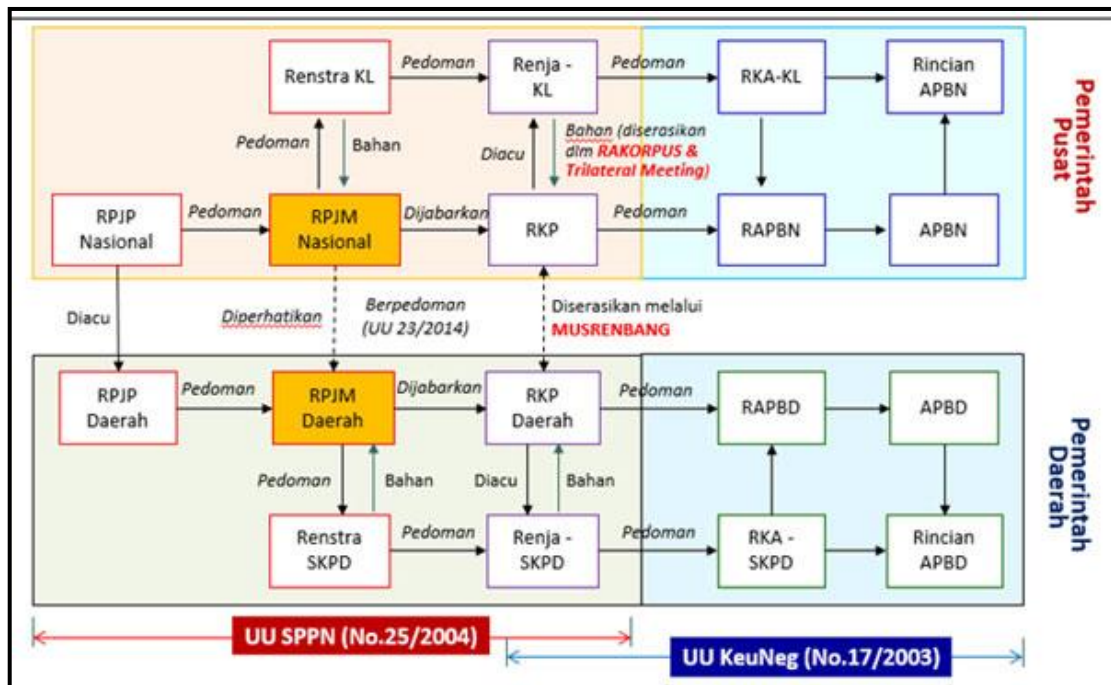 Renstra KL
Pedoman
Renja -
KL
Pedoman
RKA-KL
Rincian
APBN
Pedoman
Bahan
Diacu
Bahan (diserasikan
dlm RAKORPUS &
Trilateral Meeting)
RPJP
Nasional
Pedoman
RPJM
Nasional
Dijabarkan
RKP
Pedoman
RAPBN
APBN
Pemerintah
Pusat
Diacu
Diperhatikan
Berpedoman
(UU 23/2014)
Diserasikan melalui
MUSRENBANG
RPJP
Daerah
Pedoman
RPJM
Daerah
Dijabarkan
RKP
Daerah
Pedoman
RAPBD
APBD
Pedoman
Bahan
Diacu
Bahan
Renstra
SKPD
Pedoman
Renja -
SKPD
Pedoman
RKA -
SKPD
Rincian
APBD
Pemerintah
Daerah
UU SPPN (No.25/2004)
UU KeuNeg (No.17/2003)